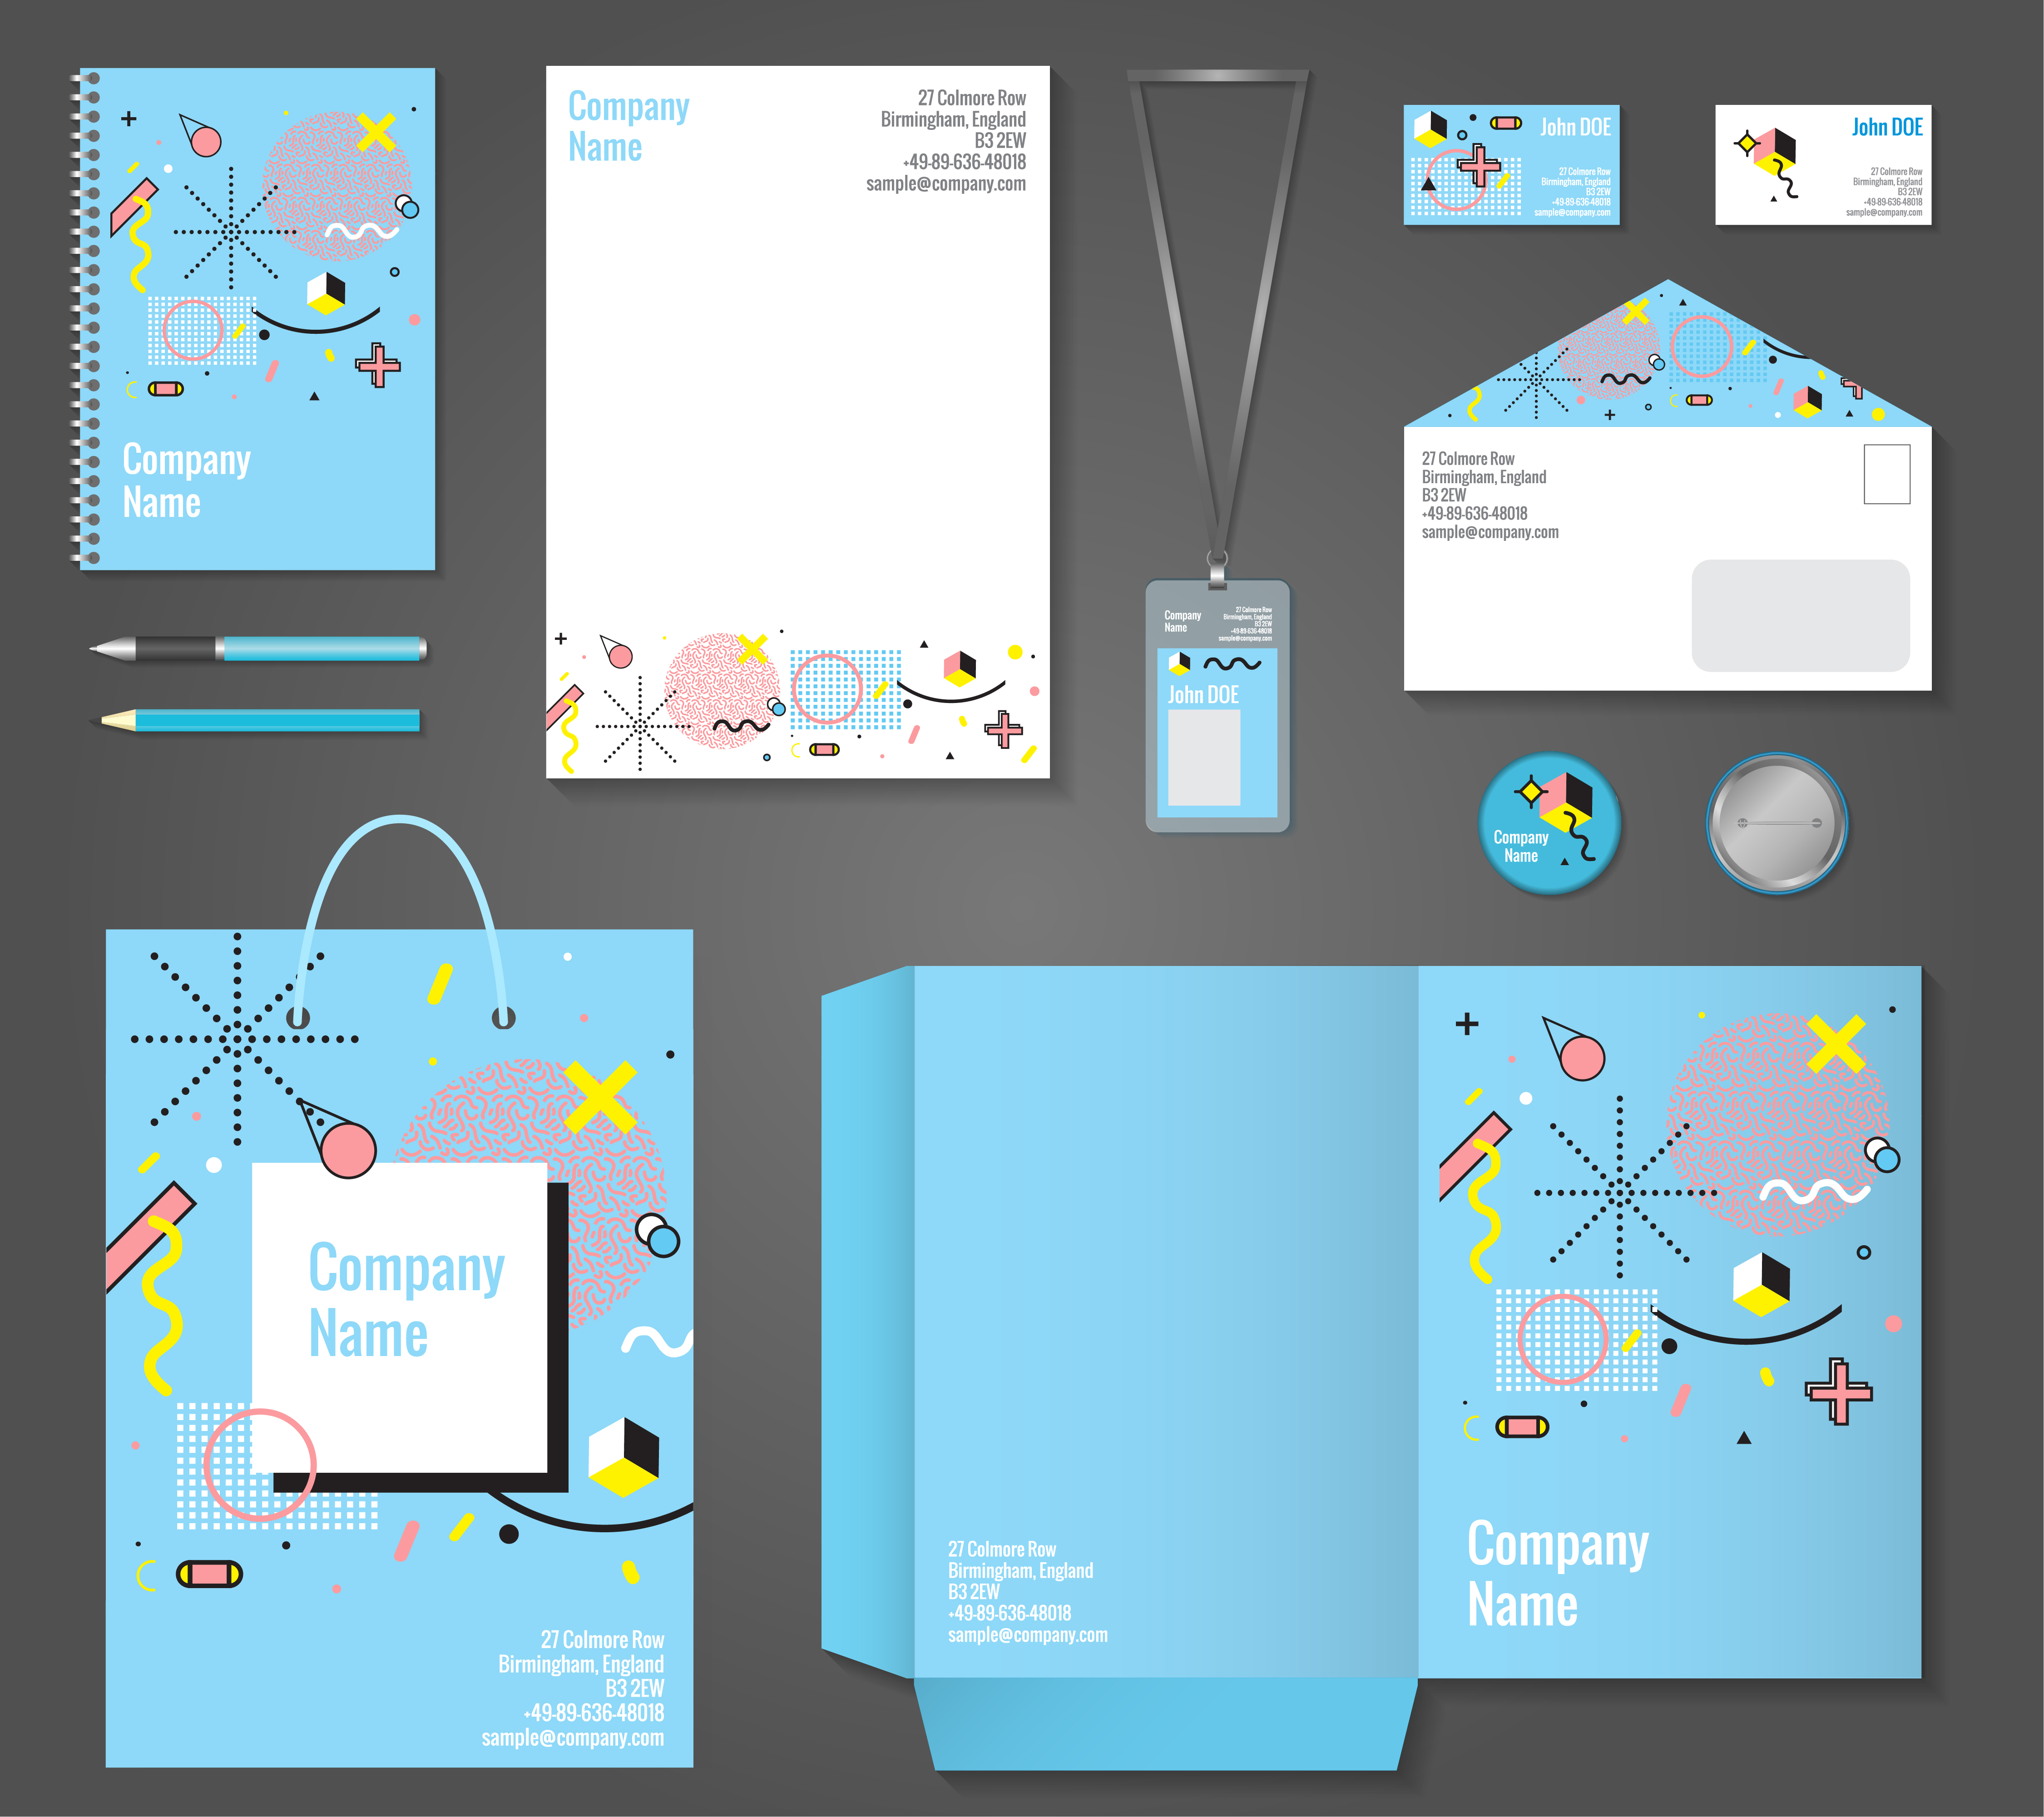 Company
Name
Company
Name
27 Colmore Row
Birmingham, England
B3 2EW
+49-89-636-48018
sample@company.com
Company
Name
27 Colmore Row
Birmingham, England
B3 2EW
+49-89-636-48018
sample@company.com
John DOE
John DOE
27 Colmore Row
Birmingham, England
B3 2EW
+49-89-636-48018
sample@company.com
John DOE
27 Colmore Row
Birmingham, England
B3 2EW
+49-89-636-48018
sample@company.com
27 Colmore Row
Birmingham, England
B3 2EW
+49-89-636-48018
sample@company.com
Company
Name
Company
Name
27 Colmore Row
Birmingham, England
B3 2EW
+49-89-636-48018
sample@company.com
27 Colmore Row
Birmingham, England
B3 2EW
+49-89-636-48018
sample@company.com
Company
Name